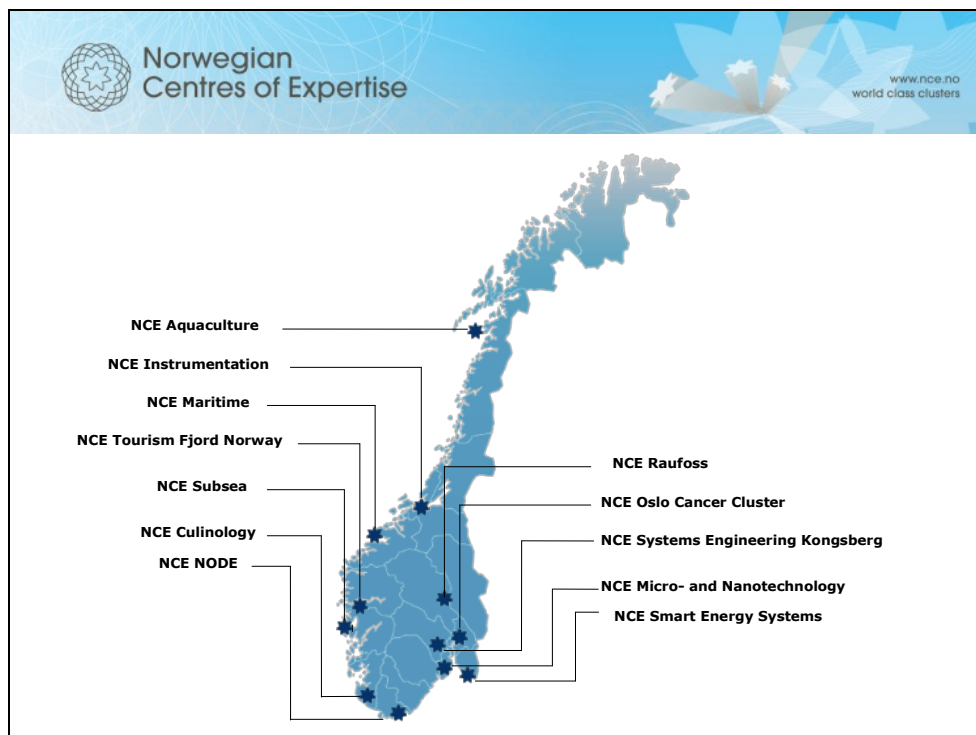 Norwegian
Centres of Expertise
www.nce.no
world class clusters
NCE Aquaculture
NCE Instrumentation
NCE Maritime
NCE Tourism Fjord Norway
NCE Subsea
NCE Culinology
NCE NODE
NCE Raufoss
NCE Oslo Cancer Cluster
NCE Systems Engineering Kongsberg
NCE Micro- and Nanotechnology
NCE Smart Energy Systems